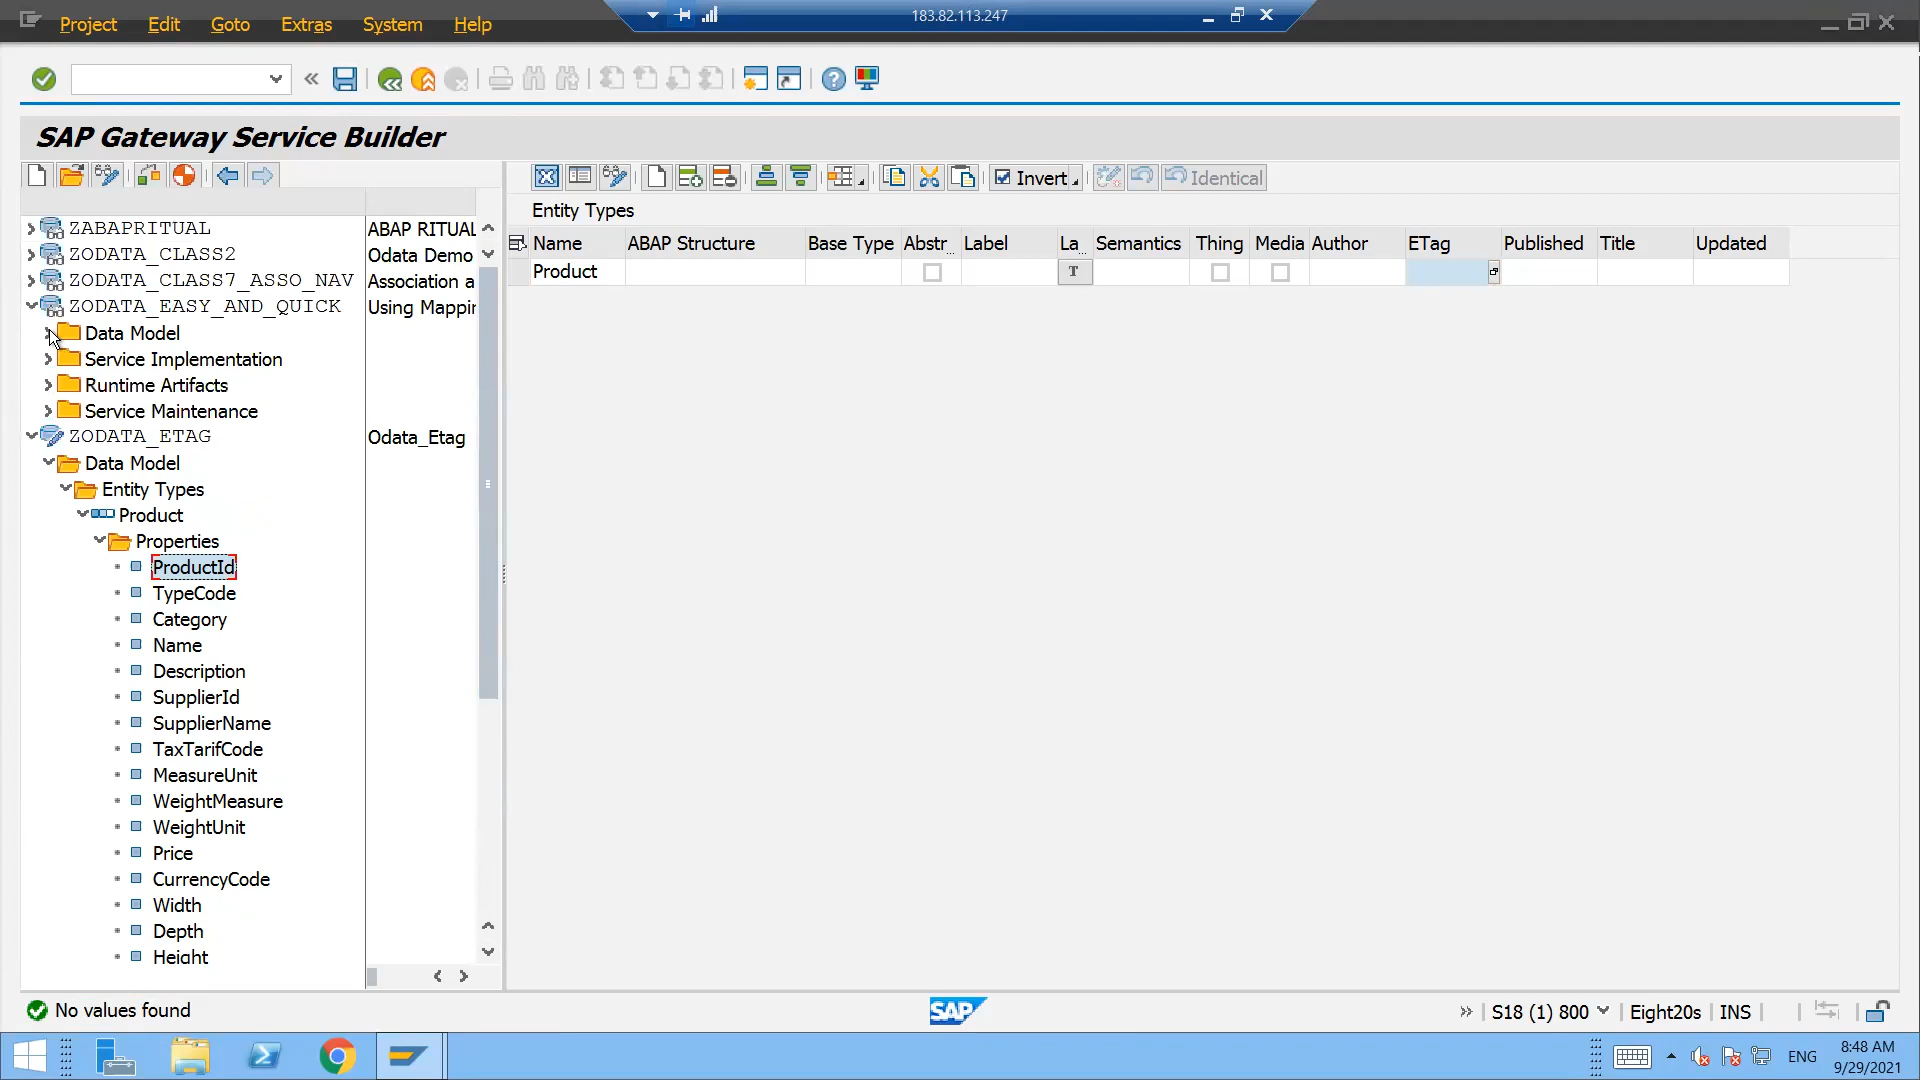 183.82.113.247
Project Edit Goto Extras System Help
SAP Gateway Service Builder
Invert
Identical
ZABAPRITUAL ABAP RITUAL
ZODATA_CLASS2 Odata Demo
ZODATA_CLASS7_ASSO_NAV Association a
ZODATA_EASY_AND_QUICK Using Mappin
Data Model
Service Implementation
Runtime Artifacts
Service Maintenance
ZODATA_ETAG Odata_Etag
Data Model
Entity Types
Product
Properties
ProductId
TypeCode
Category
Name
Description
SupplierId
SupplierName
TaxTarifCode
MeasureUnit
WeightMeasure
WeightUnit
Price
CurrencyCode
Width
Depth
Height
Entity Types
Name ABAP Structure Base Type Abstr.. Label La.. Semantics Thing Media Author ETag Published Title Updated
Product T
No values found
SAP
S18 (1) 800 Eight20s INS
ENG
8:48 AM
9/29/2021